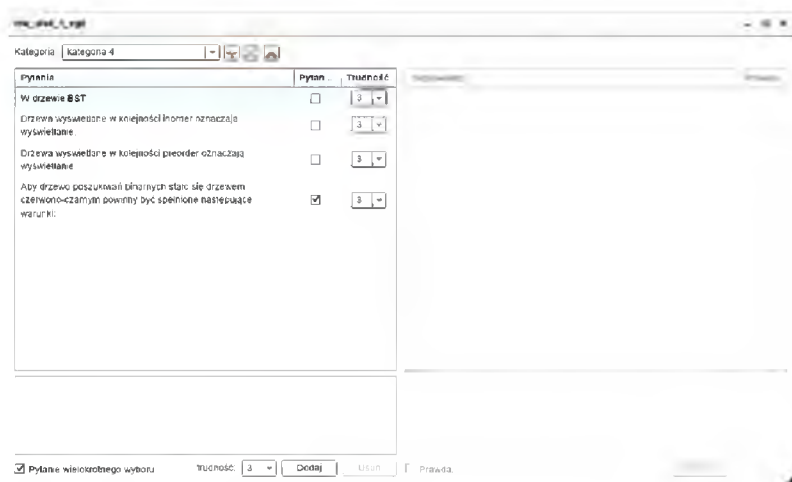 Kategoria kategoria 4
Pytania Pytan... Trudność
W drzewie BST 3
Drzewa wyświetlane w kolejności inorder oznaczają 3
wyświetlanie
Drzewa wyświetlane w kolejności preorder oznaczają 3
wyświetlanie
Aby drzewo poszukiwań binarnych stało się drzewem
czerwono-czarnym powinny być spełnione następujące 3
warunki:
Pytanie wielokrotnego wyboru Trudność: 3 Dodaj Usuń Prawda